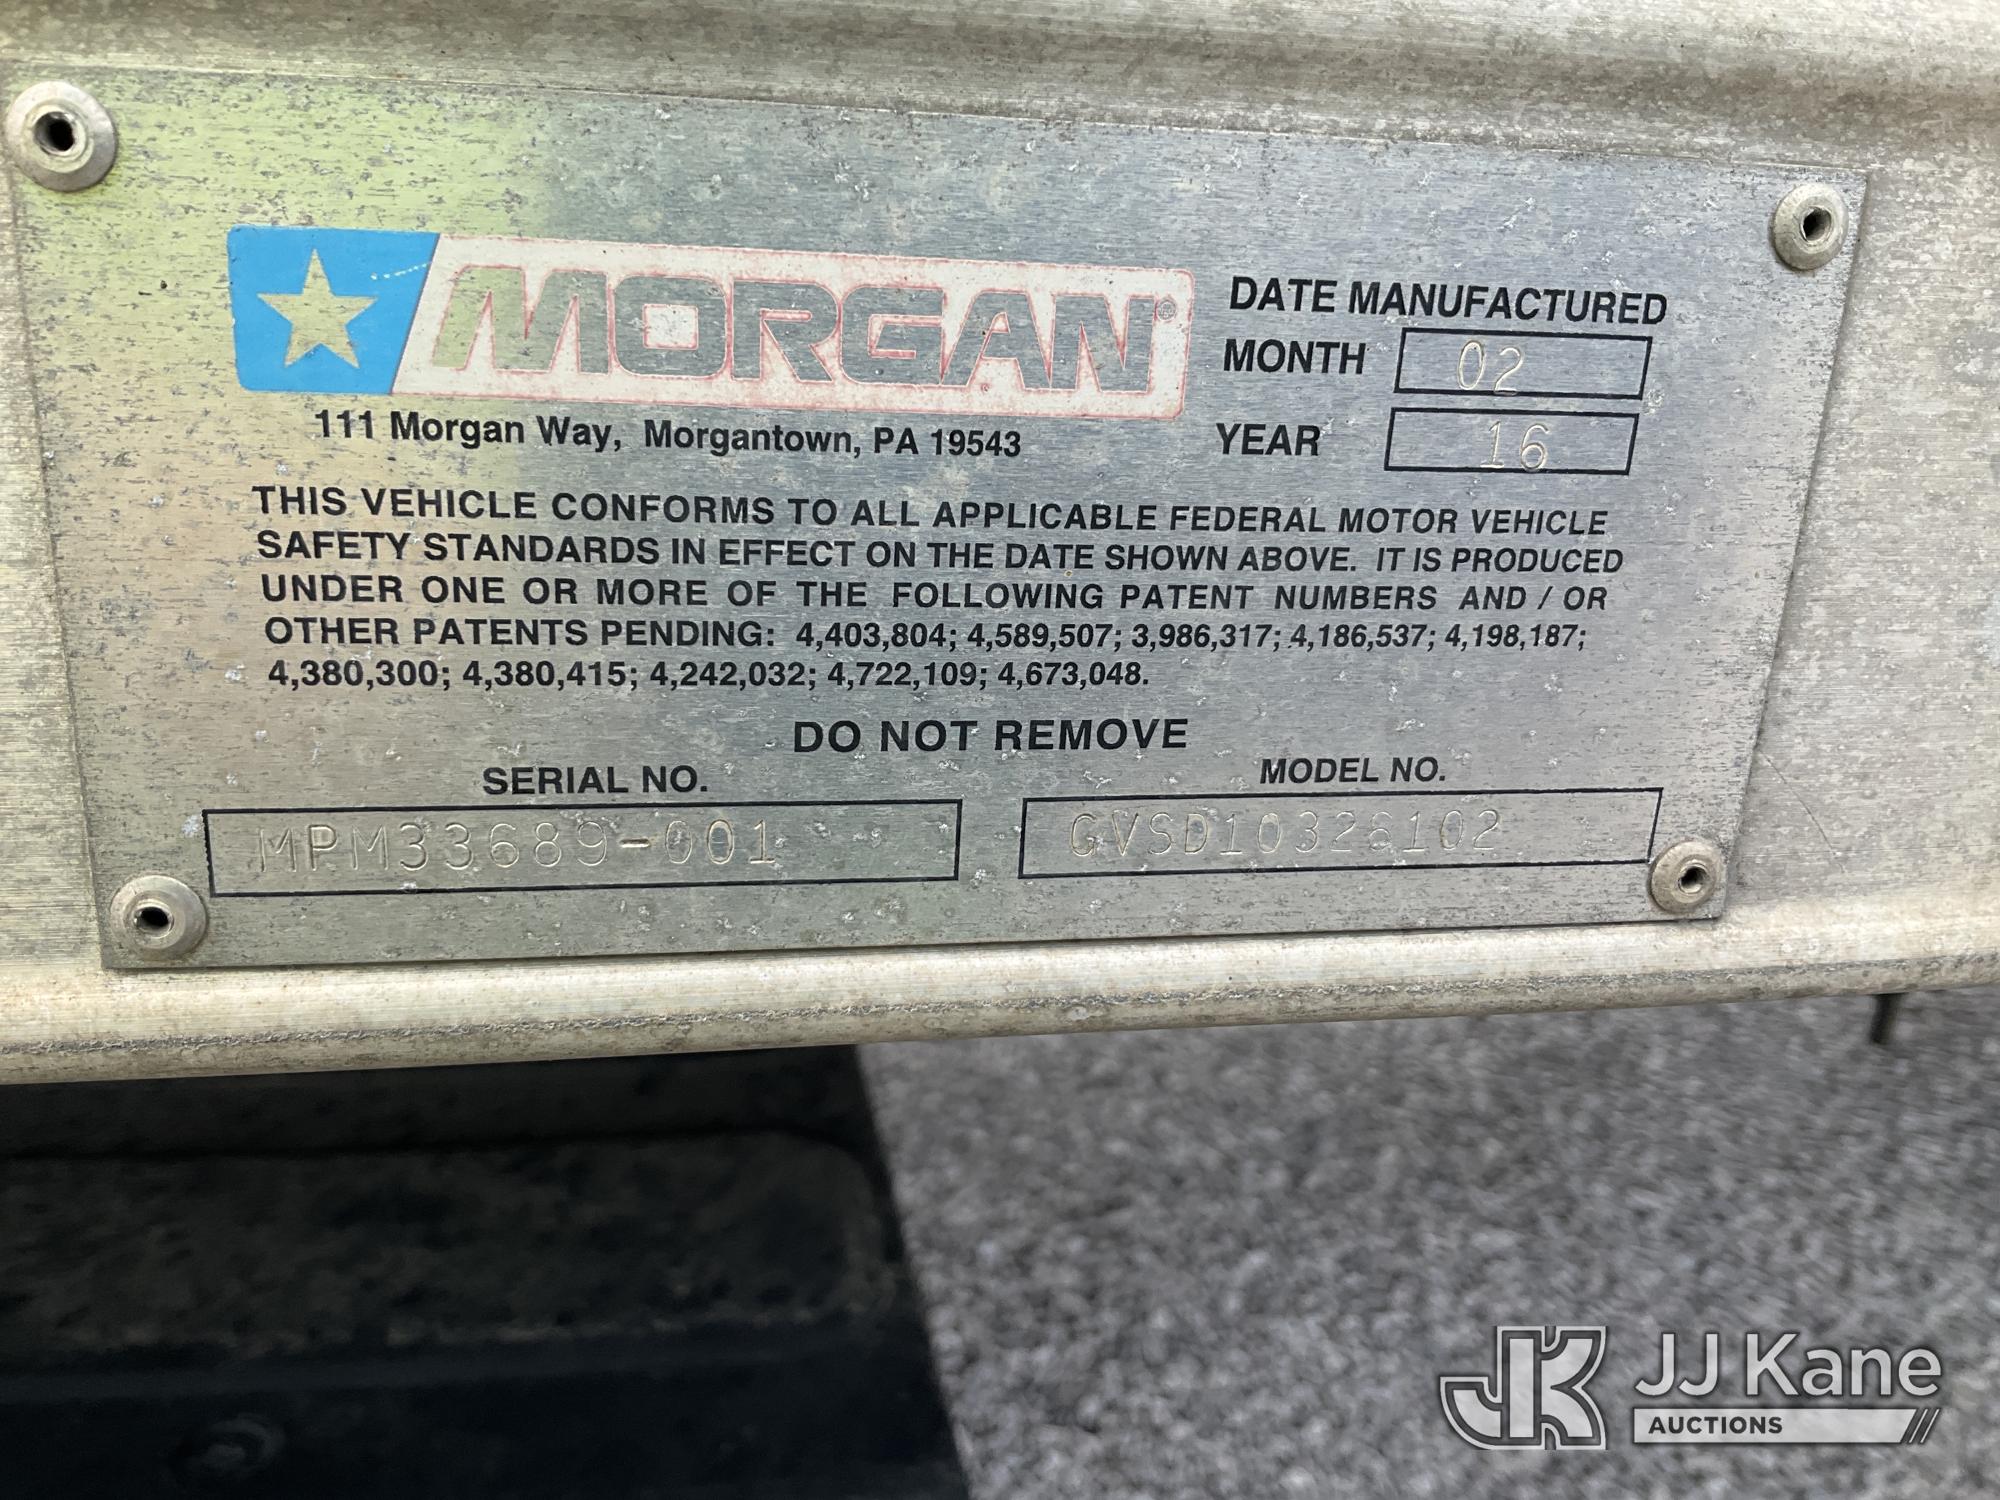 MORGAN®
111 Morgan Way, Morgantown, PA 19543
DATE MANUFACTURED
MONTH 02
YEAR 16
THIS VEHICLE CONFORMS TO ALL APPLICABLE FEDERAL MOTOR VEHICLE
SAFETY STANDARDS IN EFFECT ON THE DATE SHOWN ABOVE. IT IS PRODUCED
UNDER ONE OR MORE OF THE FOLLOWING PATENT NUMBERS AND / OR
OTHER PATENTS PENDING: 4,403,804; 4,589,507; 3,986,317; 4,186,537; 4,198,187;
4,380,300; 4,380,415; 4,242,032; 4,722,109; 4,673,048.
DO NOT REMOVE
SERIAL NO.
MPM33689-001
MODEL NO.
JK JJ Kane
AUCTIONS